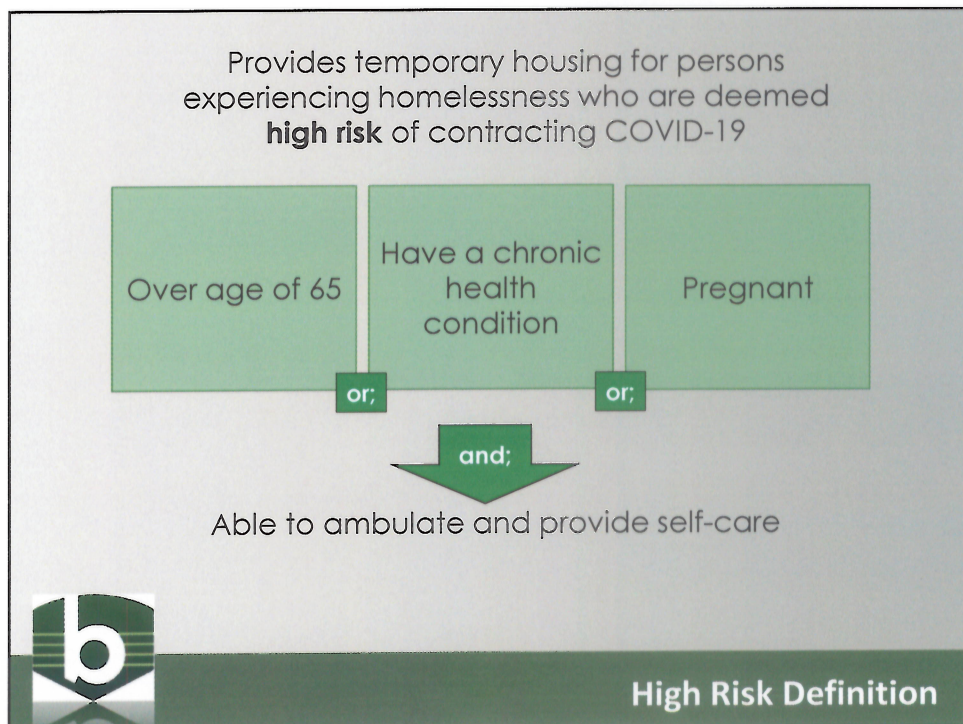 Provides temporary housing for persons
experiencing homelessness who are deemed
high risk of contracting COVID-19
Over age of 65
Have a chronic
health
condition
Pregnant
or;
or;
and;
Able to ambulate and provide self-care
b
High Risk Definition